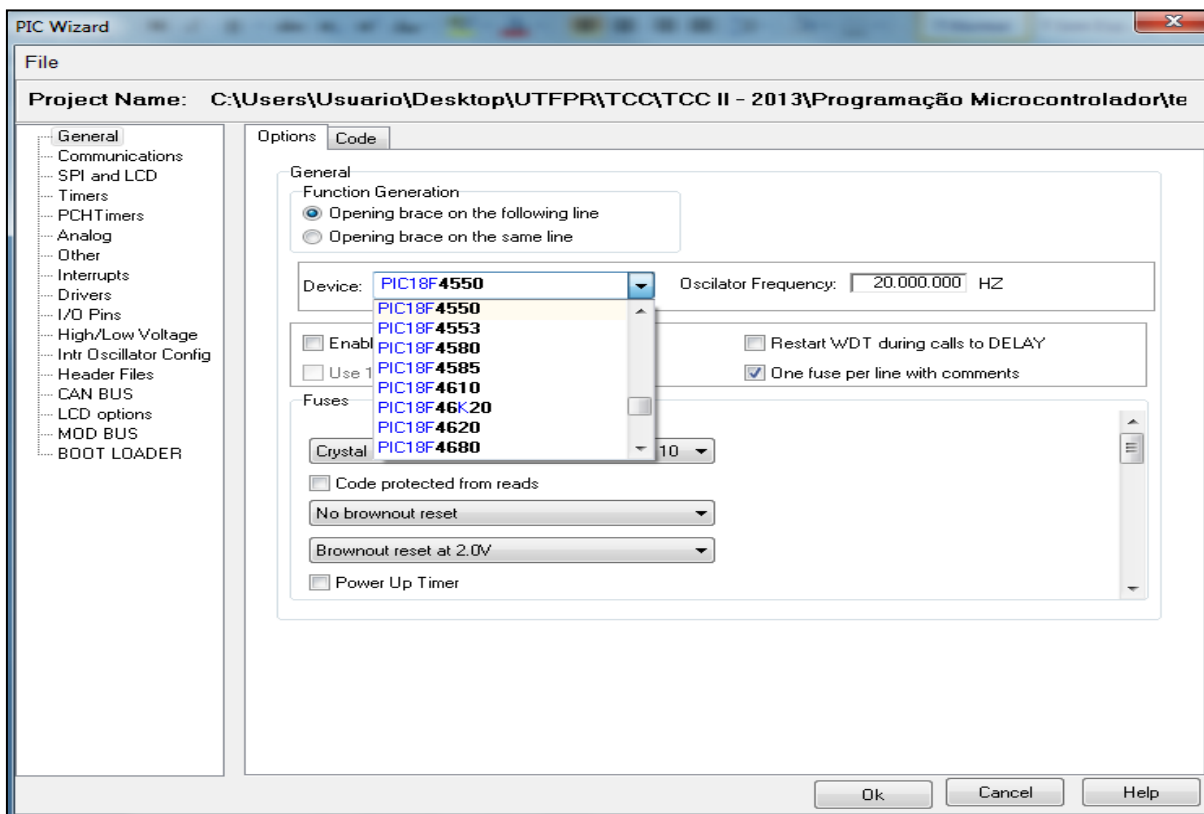 PIC Wizard
File
Project Name: C:\Users\Usuario\Desktop\UTFPR\TCC\TCC II - 2013\Programação Microcontrolador\te
General
Communications
SPI and LCD
Timers
PCHTimers
Analog
Other
Interrupts
Drivers
I/O Pins
High/Low Voltage
Intr Oscillator Config
Header Files
CAN BUS
LCD options
MOD BUS
BOOT LOADER
Options Code
General
Function Generation
Opening brace on the following line
Opening brace on the same line
Device: PIC18F4550 Oscilator Frequency: 20.000.000 HZ
PIC18F4550
PIC18F4553
PIC18F4580
PIC18F4585
PIC18F4610
PIC18F46K20
PIC18F4620
PIC18F4680
Enabl
Restart WDT during calls to DELAY
Use 1
One fuse per line with comments
Fuses
Crystal 10
Code protected from reads
No brownout reset
Brownout reset at 2.0V
Power Up Timer
Ok Cancel Help